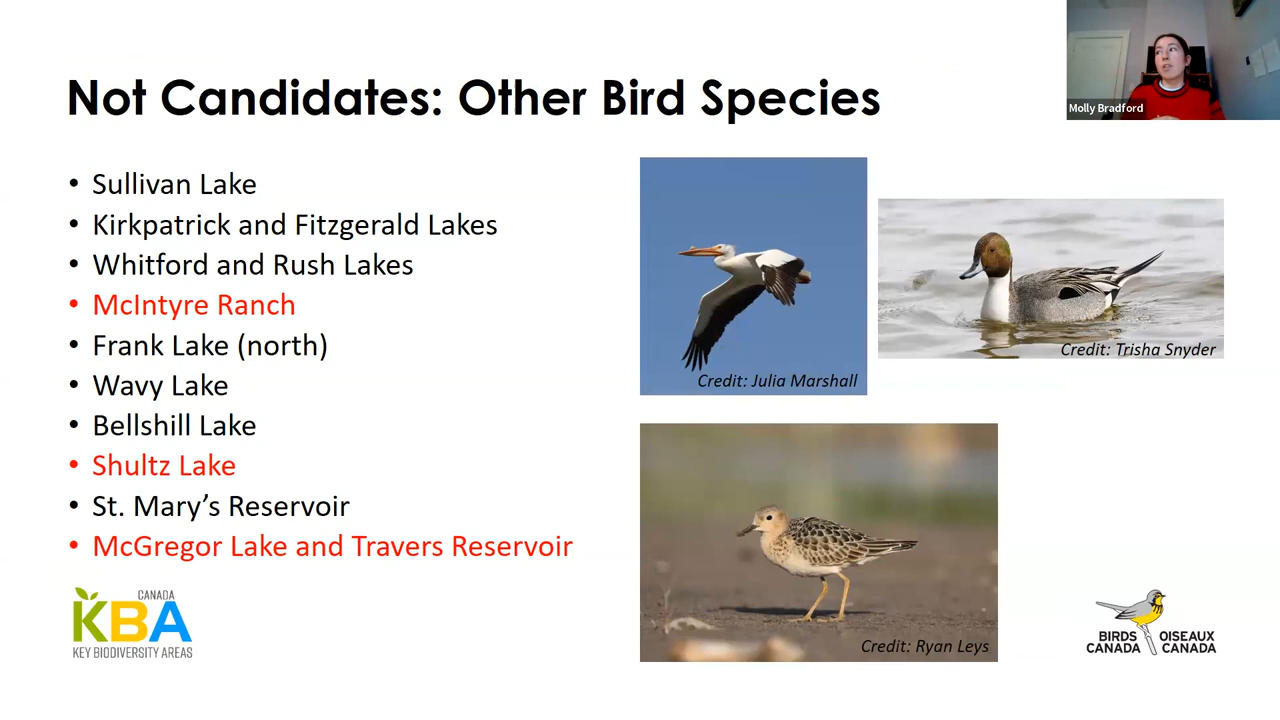 Molly Bradford
Not Candidates: Other Bird Species
• Sullivan Lake
• Kirkpatrick and Fitzgerald Lakes
• Whitford and Rush Lakes
• McIntyre Ranch
• Frank Lake (north)
• Wavy Lake
• Bellshill Lake
• Shultz Lake
• St. Mary’s Reservoir
• McGregor Lake and Travers Reservoir
Credit: Julia Marshall
Credit: Trisha Snyder
Credit: Ryan Leys
CANADA
KBA
KEY BIODIVERSITY AREAS
BIRDS OISEAUX
CANADA CANADA